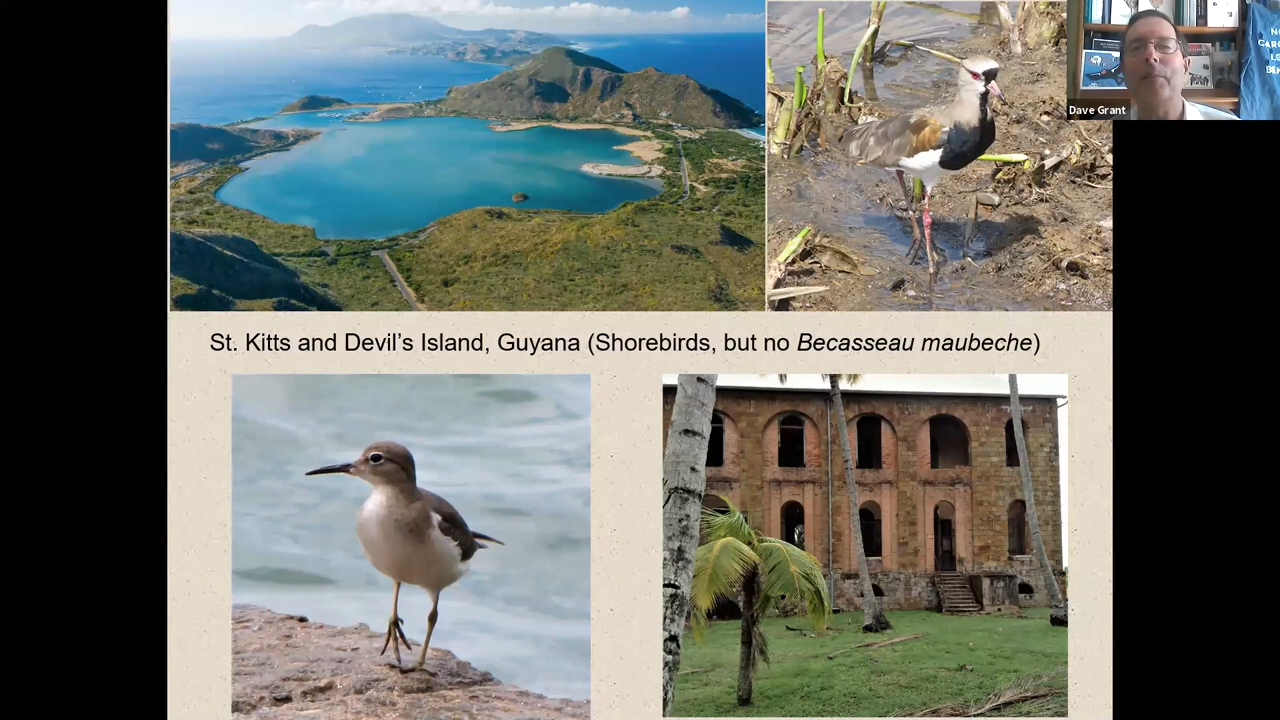 Dave Grant
St. Kitts and Devil’s Island, Guyana (Shorebirds, but no Becasseau maubeche)